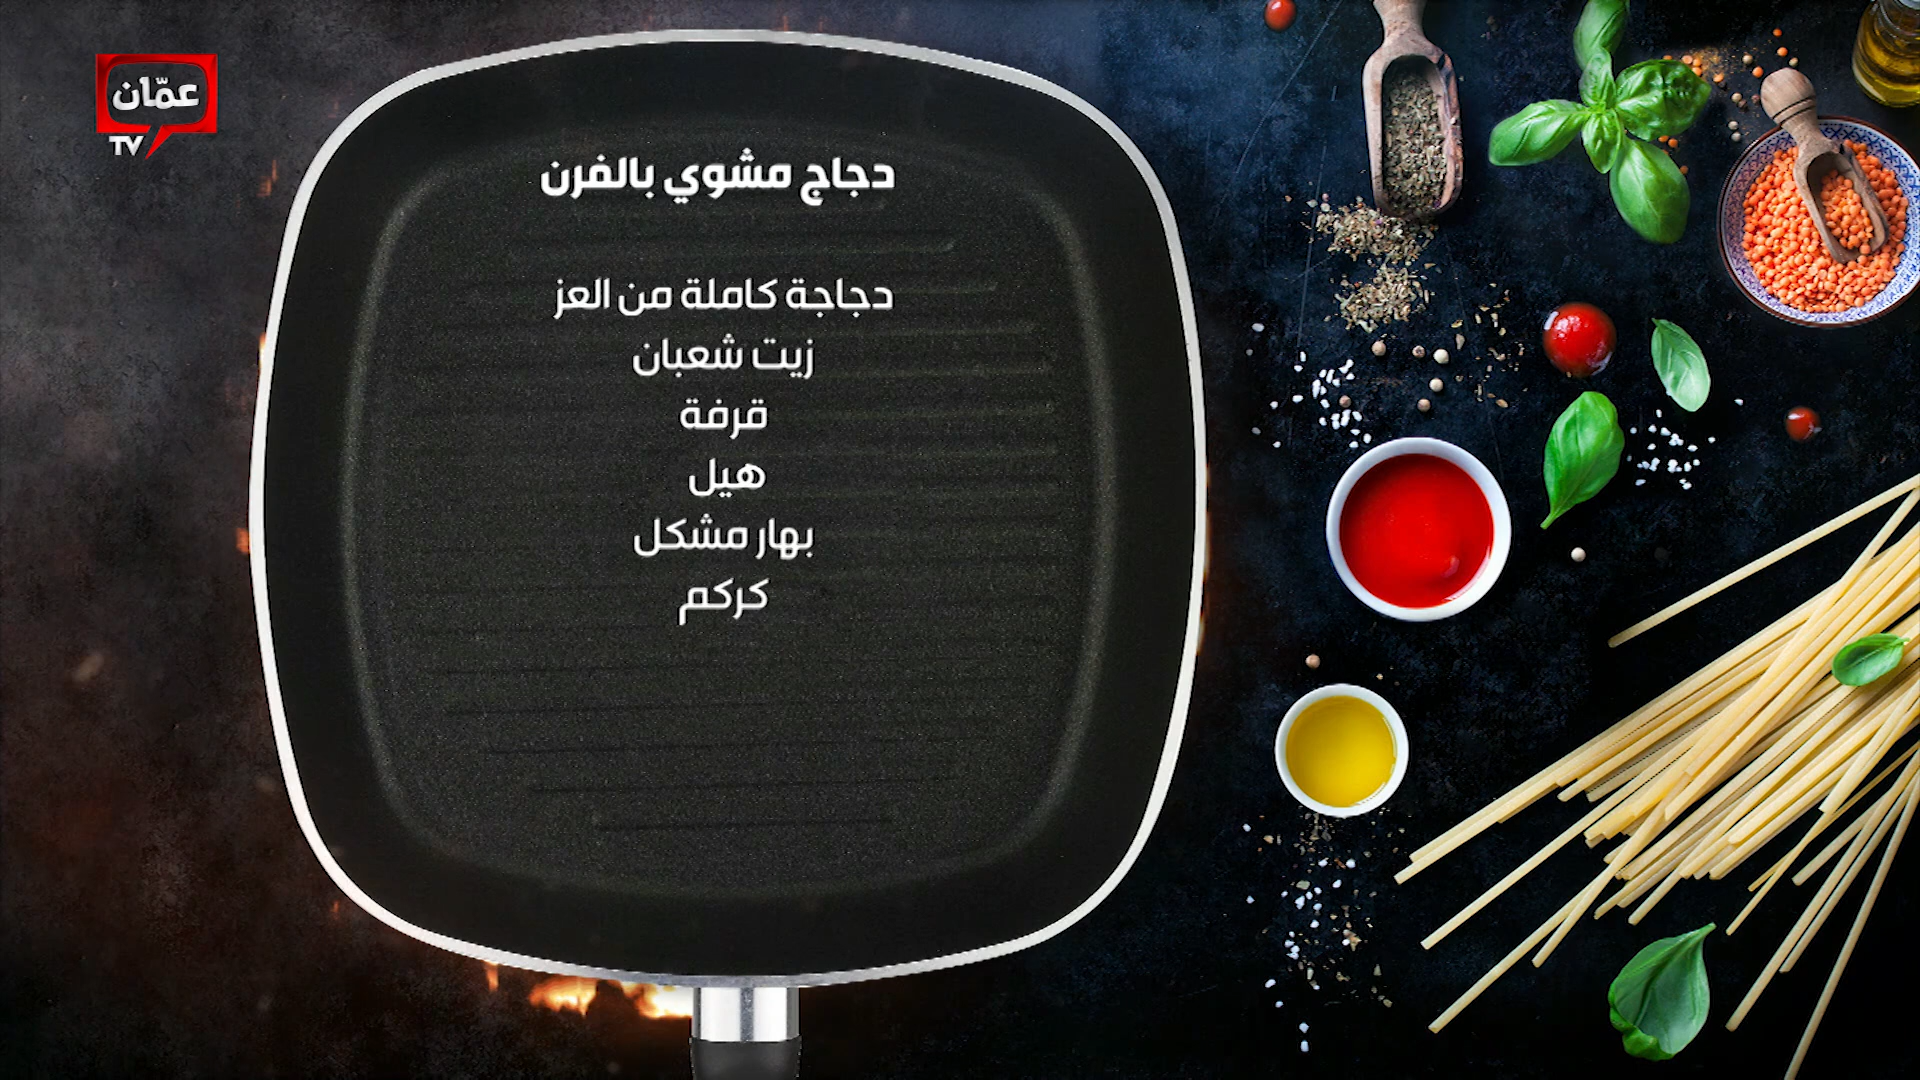 عمّان
TV
دجاج مشوي بالفرن
دجاجة كاملة من العز
زيت شعبان
قرفة
هيل
بهار مشكل
كركم